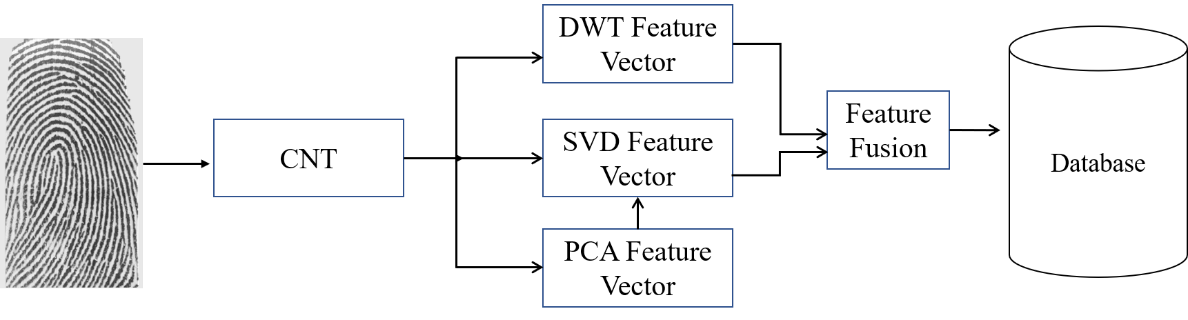 DWT Feature
Vector
CNT
SVD Feature
Vector
PCA Feature
Vector
Feature
Fusion
Database